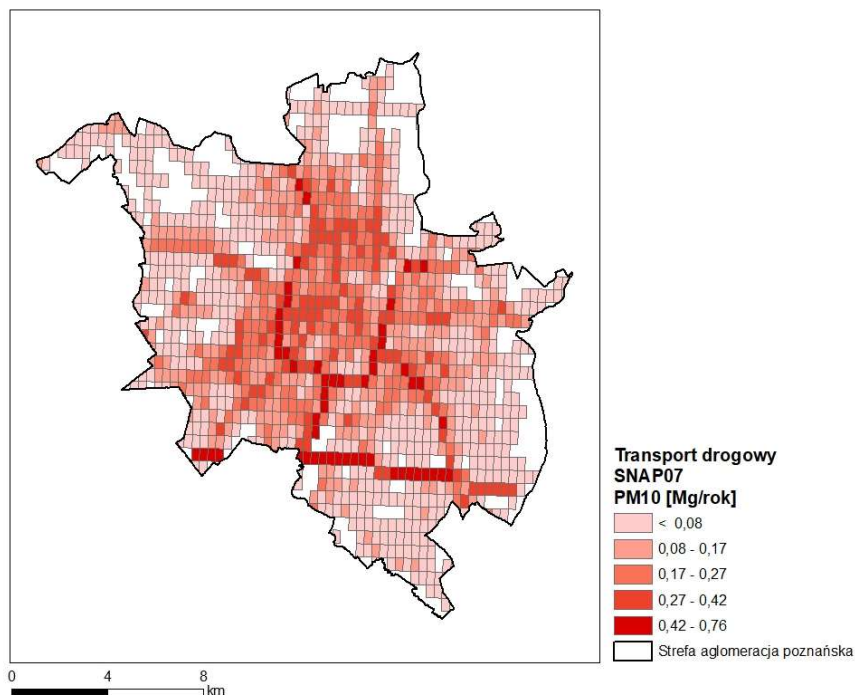 Transport drogowy
SNAP07
PM10 [Mg/rok]
< 0,08
0,08 - 0,17
0,17 - 0,27
0,27 - 0,42
0,42 - 0,76
Strefa aglomeracja poznańska
0 4 8
km